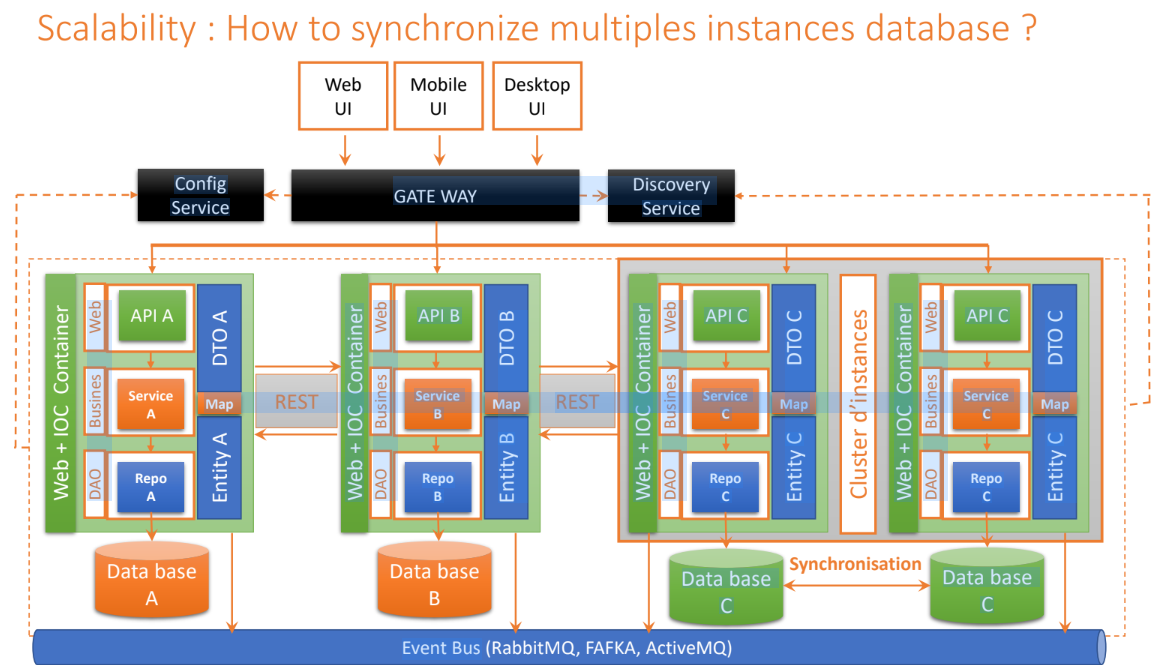 Scalability : How to synchronize multiples instances database ?
Web
UI
Mobile
UI
Desktop
UI
Config
Service
GATE WAY
Discovery
Service
Web + IOC Container
Web
API A
DTO A
Busines
Service
A
Map
DAO
Repo
A
Entity A
REST
Web + IOC Container
Web
API B
DTO B
Busines
Service
B
Map
DAO
Repo
B
Entity B
REST
Web + IOC Container
Web
API C
DTO C
Busines
Service
C
Map
DAO
Repo
C
Entity C
Cluster d’instances
Web + IOC Container
Web
API C
DTO C
Busines
Service
C
Map
DAO
Repo
C
Entity C
Data base
A
Data base
B
Data base
C
Synchronisation
Data base
C
Event Bus (RabbitMQ, FAFKA, ActiveMQ)